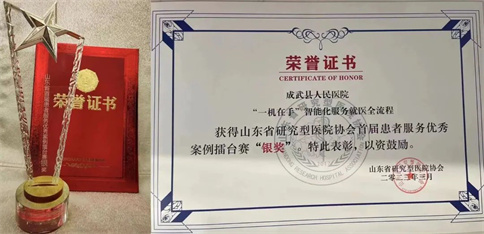 荣誉证书
荣誉证书
CERTIFICATE OF HONOR
成武县人民医院
“一机在手”智能化服务就医全流程
获得山东省研究型医院协会首届患者服务优秀
案例擂台赛“银奖”  特此表彰，以资鼓励。
山东省研究型医院协会
二〇二三年三月